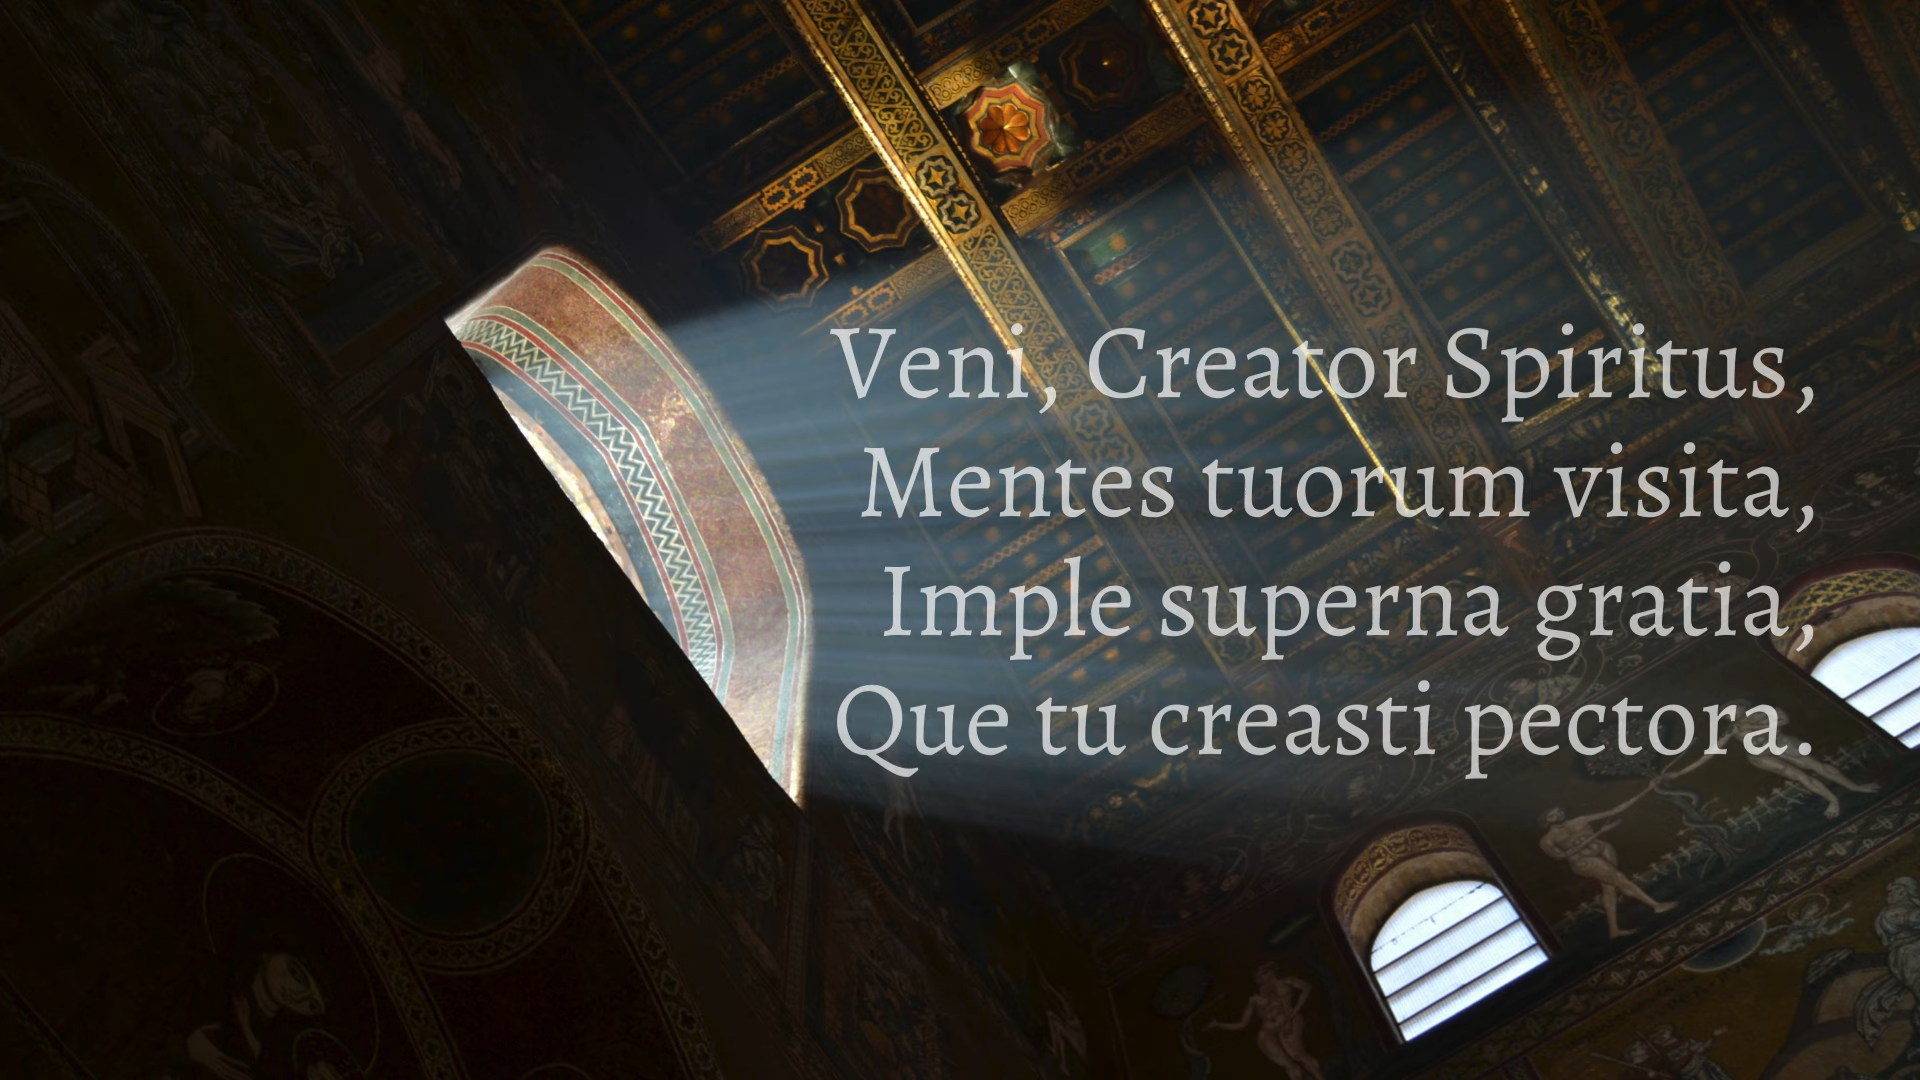 Veni, Creator Spiritus,
Mentes tuorum visita,
Imple superna gratia,
Que tu creasti pectora.